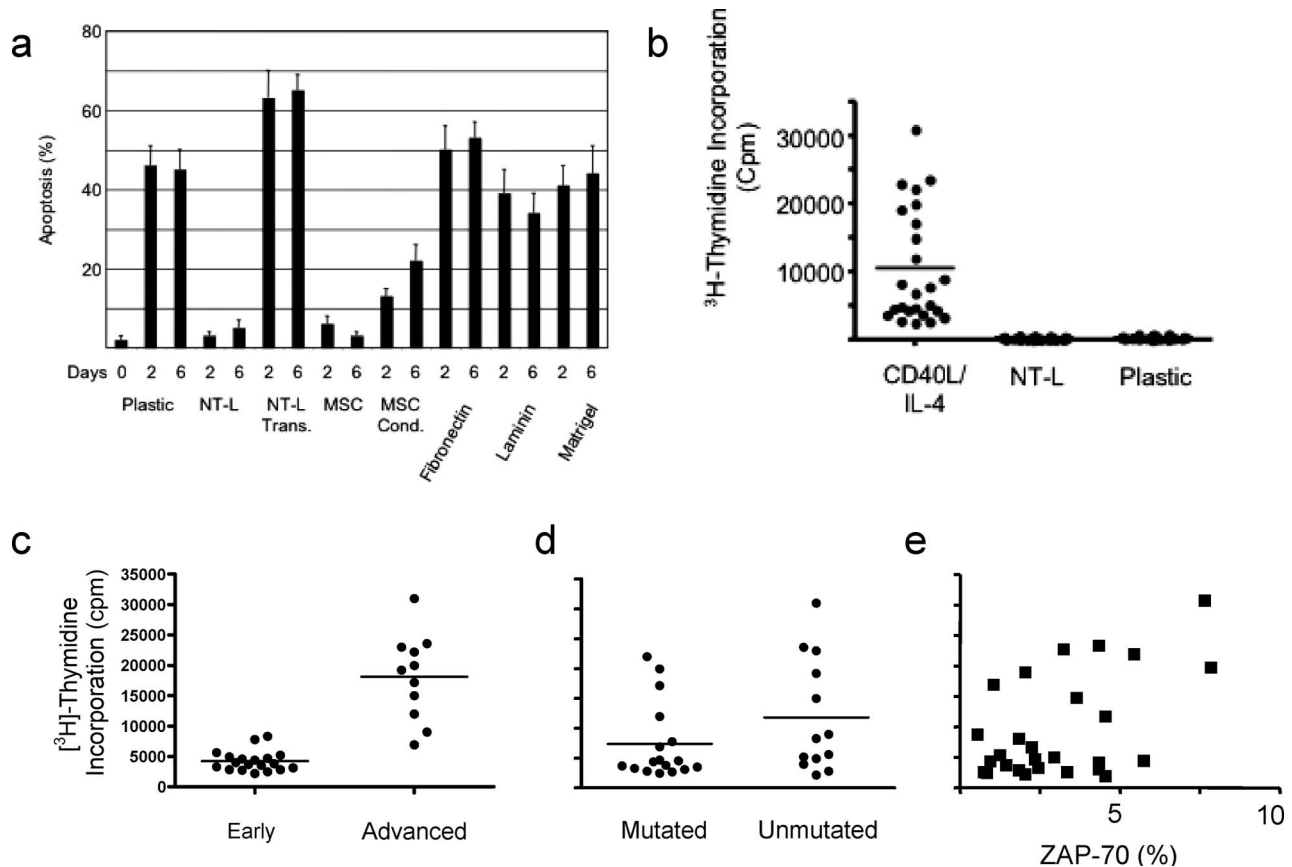 a
80
60
40
20
Apoptosis (%)
Days 0 2 6 2 6 2 6 2 6 2 6 2 6 2 6 2 6
Plastic NT-L NT-L Trans. MSC MSC Cond. Fibronectin Laminin Matrigel
b
³H-Thymidine Incorporation
(Cpm)
30000
20000
10000
0
CD40L/
IL-4
NT-L
Plastic
c
[³H]-Thymidine
Incorporation (cpm)
35000
30000
25000
20000
15000
10000
5000
0
Early Advanced
d
Mutated Unmutated
e
5 10
ZAP-70 (%)